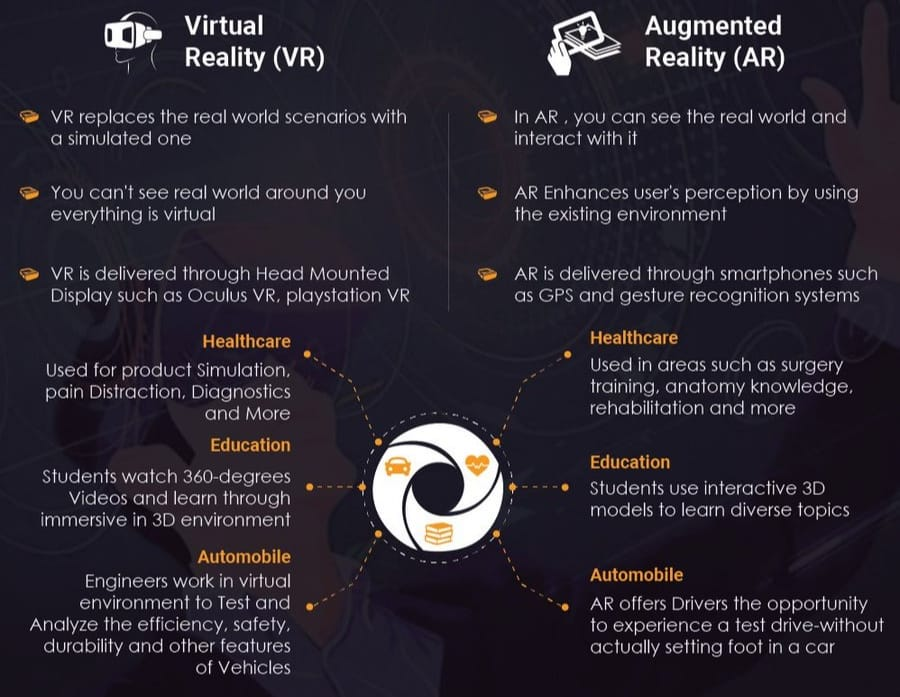 Virtual
Reality (VR)
VR replaces the real world scenarios with
a simulated one
You can't see real world around you
everything is virtual
VR is delivered through Head Mounted
Display such as Oculus VR, playstation VR
Augmented
Reality (AR)
In AR , you can see the real world and
interact with it
AR Enhances user's perception by using
the existing environment
AR is delivered through smartphones such
as GPS and gesture recognition systems
Healthcare
Used for product Simulation,
pain Distraction, Diagnostics
and More
Education
Students watch 360-degrees
Videos and learn through
immersive in 3D environment
Automobile
Engineers work in virtual
environment to Test and
Analyze the efficiency, safety,
durability and other features
of Vehicles
Healthcare
Used in areas such as surgery
training, anatomy knowledge,
rehabilitation and more
Education
Students use interactive 3D
models to learn diverse topics
Automobile
AR offers Drivers the opportunity
to experience a test drive-without
actually setting foot in a car